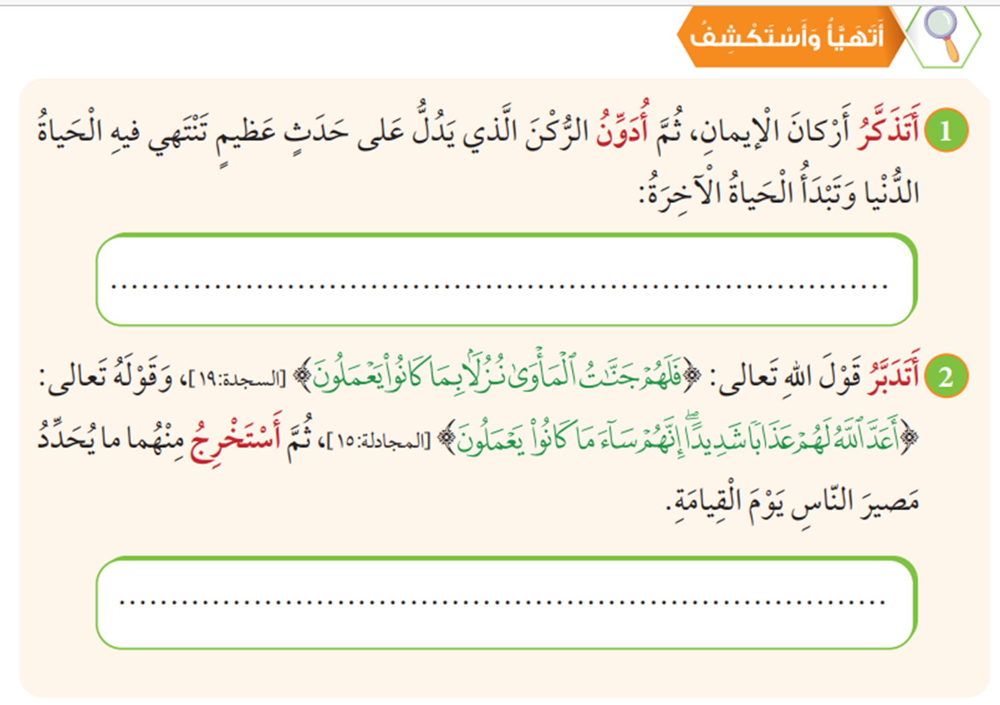 أَتَهَيَّأُ وَأَسْتَكْشِفُ
1 أَتَذَكَّرُ أَرْكانَ الْإيمانِ، ثُمَّ أُدَوِّنُ الرُّكْنَ الَّذي يَدُلُّ عَلى حَدَثٍ عَظيمٍ تَنْتَهي فيهِ الْحَياةُ
الدُّنْيا وَتَبْدَأُ الْحَياةُ الْآخِرَةُ:
2 أَتَدَبَّرُ قَوْلَ اللهِ تَعالى: ﴿فَلَهُمْ جَنَّٰتُ ٱلْمَأْوَىٰ نُزُلًۢا بِمَا كَانُوا۟ يَعْمَلُونَ﴾ [السجدة:١٩]، وَقَوْلَهُ تَعالى:
﴿أَعَدَّ ٱللَّهُ لَهُمْ عَذَابًا شَدِيدًا ۖ إِنَّهُمْ سَآءَ مَا كَانُوا۟ يَعْمَلُونَ﴾ [المجادلة:١٥]، ثُمَّ أَسْتَخْرِجُ مِنْهُما ما يُحَدِّدُ
مَصيرَ النّاسِ يَوْمَ الْقِيامَةِ.